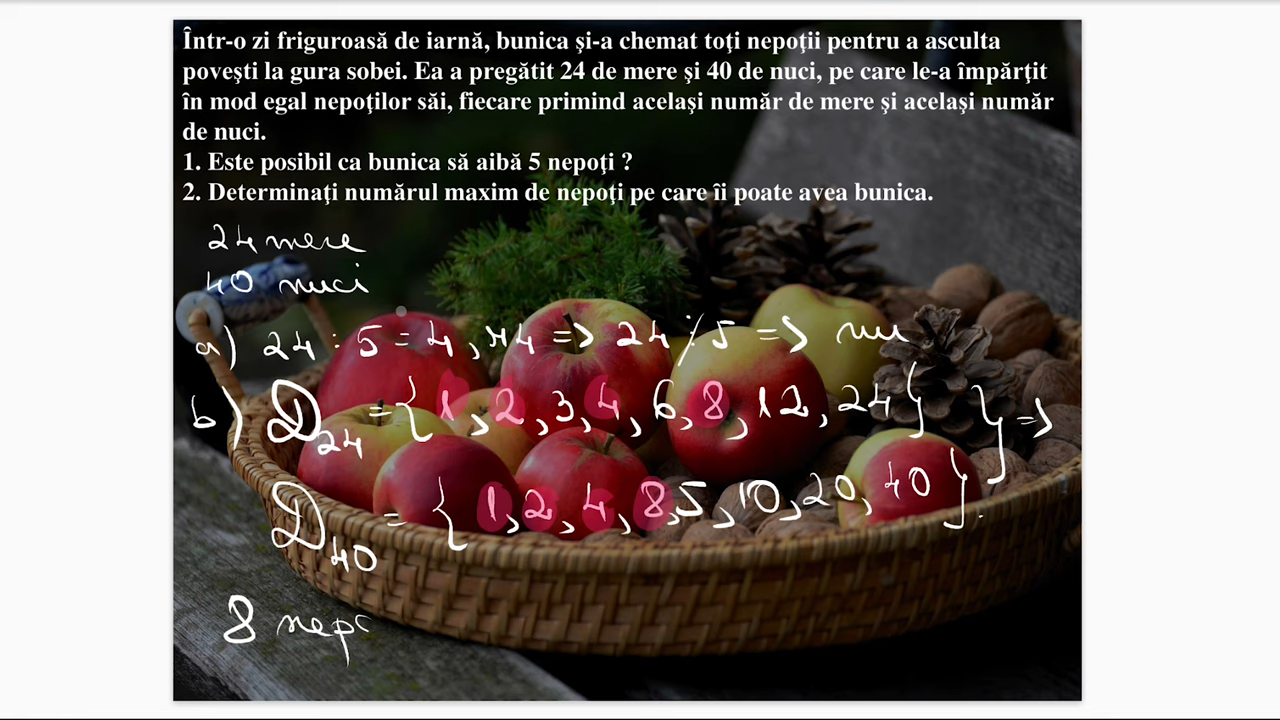 Într-o zi friguroasă de iarnă, bunica şi-a chemat toţi nepoţii pentru a asculta
poveşti la gura sobei. Ea a pregătit 24 de mere şi 40 de nuci, pe care le-a împărţit
în mod egal nepoţilor săi, fiecare primind acelaşi număr de mere şi acelaşi număr
de nuci.
1. Este posibil ca bunica să aibă 5 nepoţi ?
2. Determinaţi numărul maxim de nepoţi pe care îi poate avea bunica.
24 mere
40 nuci
a) 24 : 5 = 4, r4 => 24 ⋮̸ 5 => nu
b) D24 = {1, 2, 3, 4, 6, 8, 12, 24} } =>
D40 = {1, 2, 4, 8, 5, 10, 20, 40}.
8 nepo